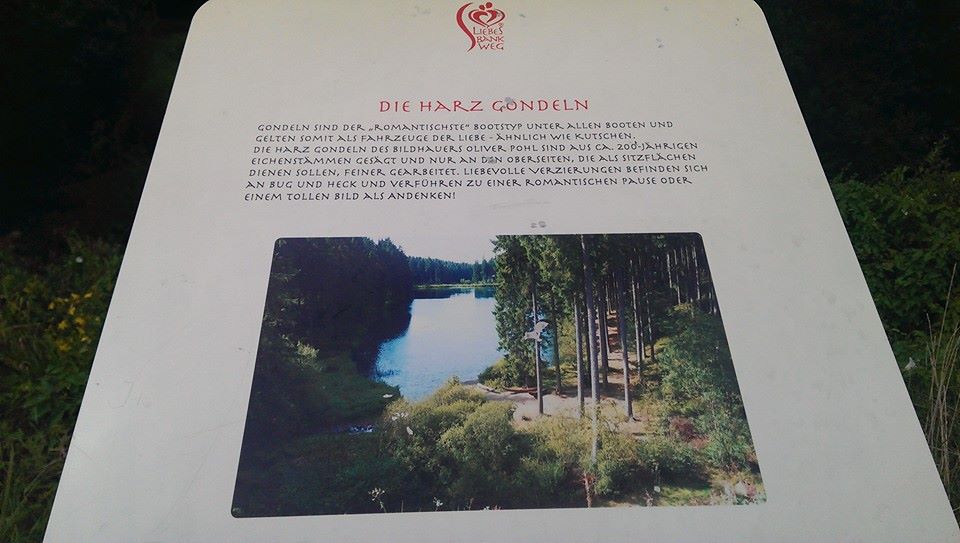 LIEBES
BANK
WEG
DIE HARZ GONDELN
GONDELN SIND DER „ROMANTISCHSTE“ BOOTSTYP UNTER ALLEN BOOTEN UND
GELTEN SOMIT ALS FAHRZEUGE DER LIEBE - ÄHNLICH WIE KUTSCHEN.
DIE HARZ GONDELN DES BILDHAUERS OLIVER POHL SIND AUS CA. 200-JÄHRIGEN
EICHENSTÄMMEN GESÄGT UND NUR AN DEN OBERSEITEN, DIE ALS SITZFLÄCHEN
DIENEN SOLLEN, FEINER GEARBEITET. LIEBEVOLLE VERZIERUNGEN BEFINDEN SICH
AN BUG UND HECK UND VERFÜHREN ZU EINER ROMANTISCHEN PAUSE ODER
EINEM TOLLEN BILD ALS ANDENKEN!